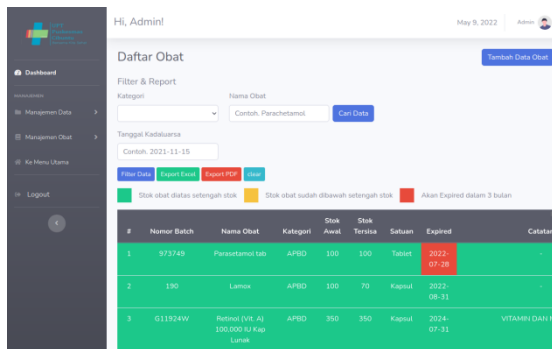 Hi, Admin!
May 9, 2022
Admin
Dashboard
MANAJEMEN
Manajemen Data
Manajemen Obat
Ke Menu Utama
Logout
Daftar Obat
Tambah Data Obat
Filter & Report
Kategori
Nama Obat
Contoh. Parachetamol
Cari Data
Tanggal Kadaluarsa
Contoh. 2021-11-15
Filter Data Export Excel Export PDF clear
Stok obat diatas setengah stok Stok obat sudah dibawah setengah stok Akan Expired dalam 3 bulan
# Nomor Batch Nama Obat Kategori Stok Awal Stok Tersisa Satuan Expired Catatan
1 973749 Parasetamol tab APBD 100 100 Tablet 2022-07-28 -
2 190 Lamox APBD 100 70 Kapsul 2022-08-31 -
3 G11924W Retinol (Vit. A) 100.000 IU Kap Lunak APBD 350 350 Kapsul 2024-07-31 VITAMIN DAN